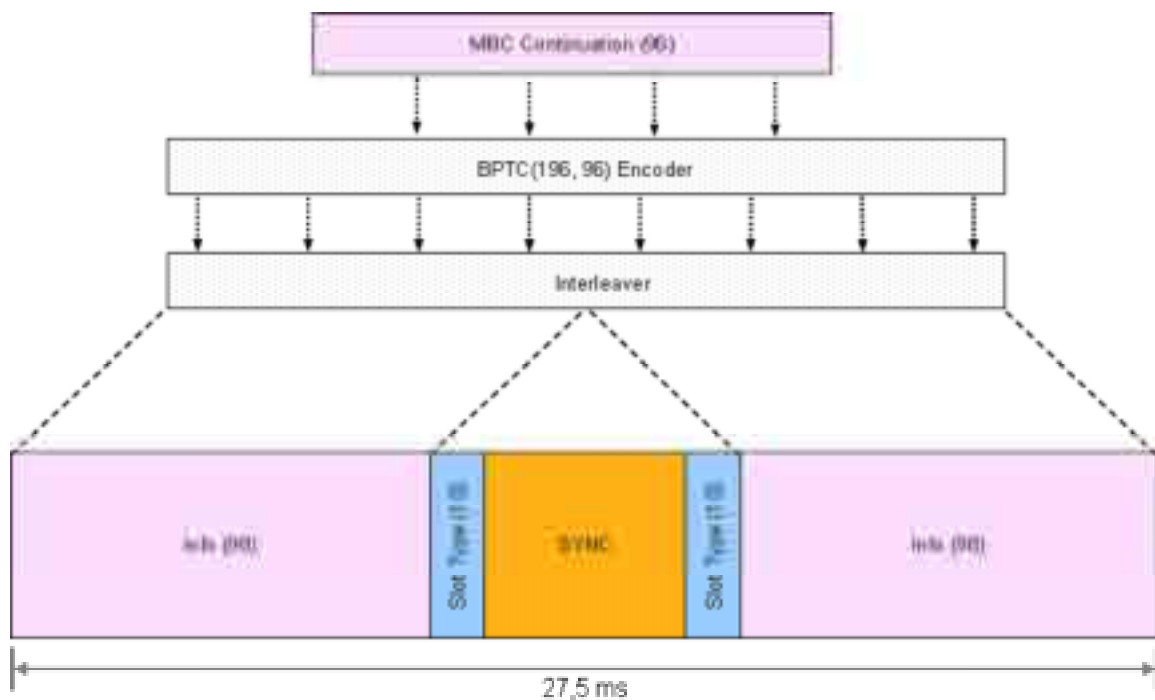 MBC Continuation (96)
BPTC(196, 96) Encoder
Interleaver
Info (98)
Slot Type (10)
SYNC
Slot Type (10)
Info (98)
27,5 ms